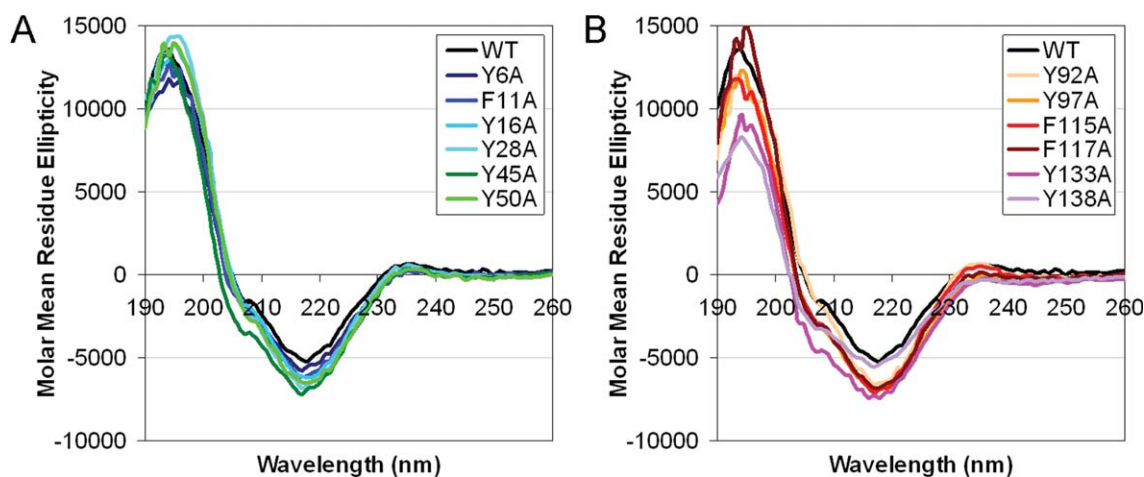 A
Molar Mean Residue Ellipticity
15000
10000
5000
0
-5000
-10000
190 200 210 220 230 240 250 260
Wavelength (nm)
WT
Y6A
F11A
Y16A
Y28A
Y45A
Y50A
B
Molar Mean Residue Ellipticity
15000
10000
5000
0
-5000
-10000
190 200 210 220 230 240 250 260
Wavelength (nm)
WT
Y92A
Y97A
F115A
F117A
Y133A
Y138A